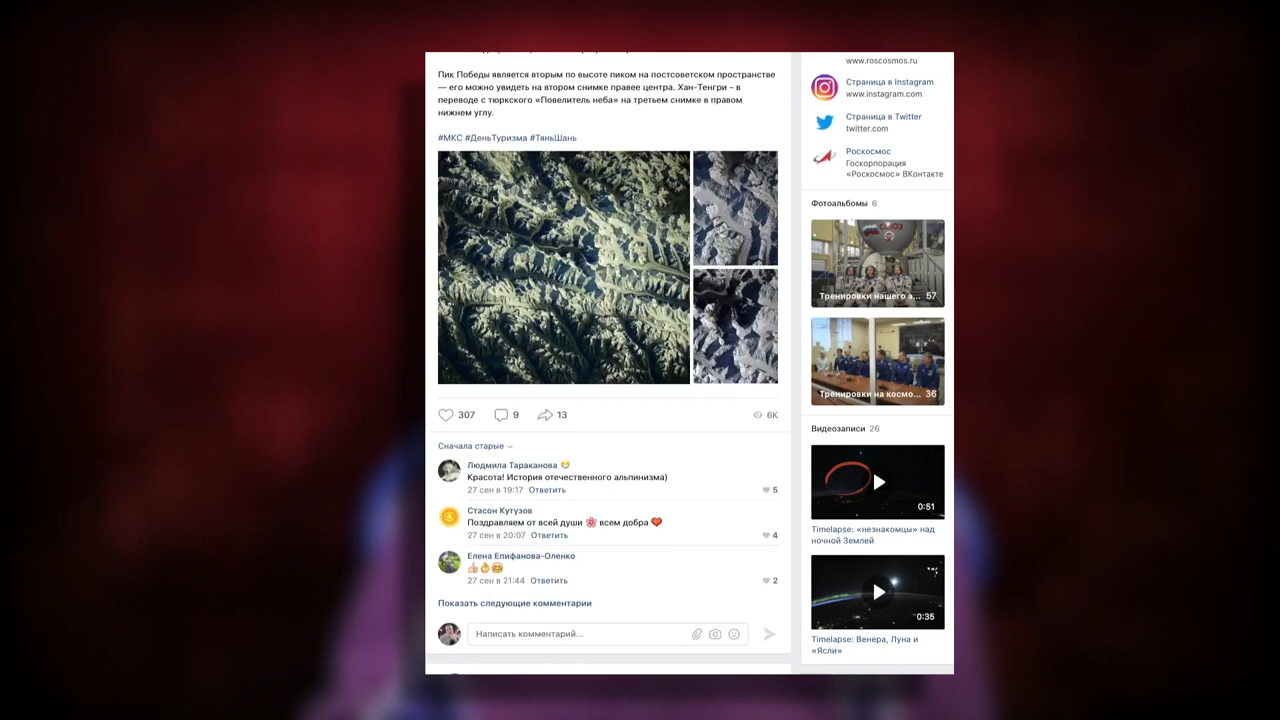 Пик Победы является вторым по высоте пиком на постсоветском пространстве
— его можно увидеть на втором снимке правее центра. Хан-Тенгри – в
переводе с тюркского «Повелитель неба» на третьем снимке в правом
нижнем углу.
#МКС #ДеньТуризма #ТяньШань
307
9
13
6K
Сначала старые
Людмила Тараканова 😊
Красота! История отечественного альпинизма)
27 сен в 19:17 Ответить
5
Стасон Кутузов
Поздравляем от всей души 🌸 всем добра ❤
27 сен в 20:07 Ответить
4
Елена Епифанова-Оленко
👍👌😊
27 сен в 21:44 Ответить
2
Показать следующие комментарии
Написать комментарий...
www.roscosmos.ru
Страница в Instagram
www.instagram.com
Страница в Twitter
twitter.com
Роскосмос
Госкорпорация
«Роскосмос» ВКонтакте
Фотоальбомы 6
Тренировки нашего э... 57
Тренировки на космо... 36
Видеозаписи 26
0:51
Timelapse: «незнакомцы» над
ночной Землей
0:35
Timelapse: Венера, Луна и
«Ясли»